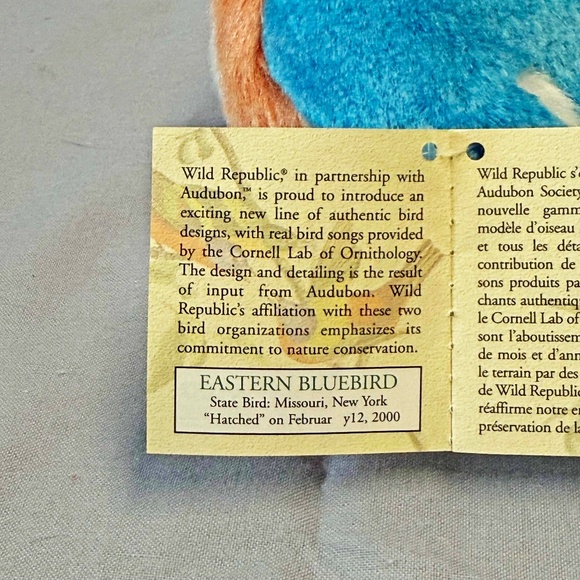 Wild Republic,® in partnership with
Audubon,™ is proud to introduce an
exciting new line of authentic bird
designs, with real bird songs provided
by the Cornell Lab of Ornithology.
The design and detailing is the result
of input from Audubon. Wild
Republic's affiliation with these two
bird organizations emphasizes its
commitment to nature conservation.
EASTERN BLUEBIRD
State Bird: Missouri, New York
“Hatched” on Februar y12, 2000
Wild Republic s'
Audubon Society
nouvelle gamm
modèle d'oiseau
et tous les déta
contribution de
sons produits pa
chants authentiq
le Cornell Lab of
sont l'aboutissem
de mois et d'ann
le terrain par des
de Wild Republic
réaffirme notre e
préservation de la